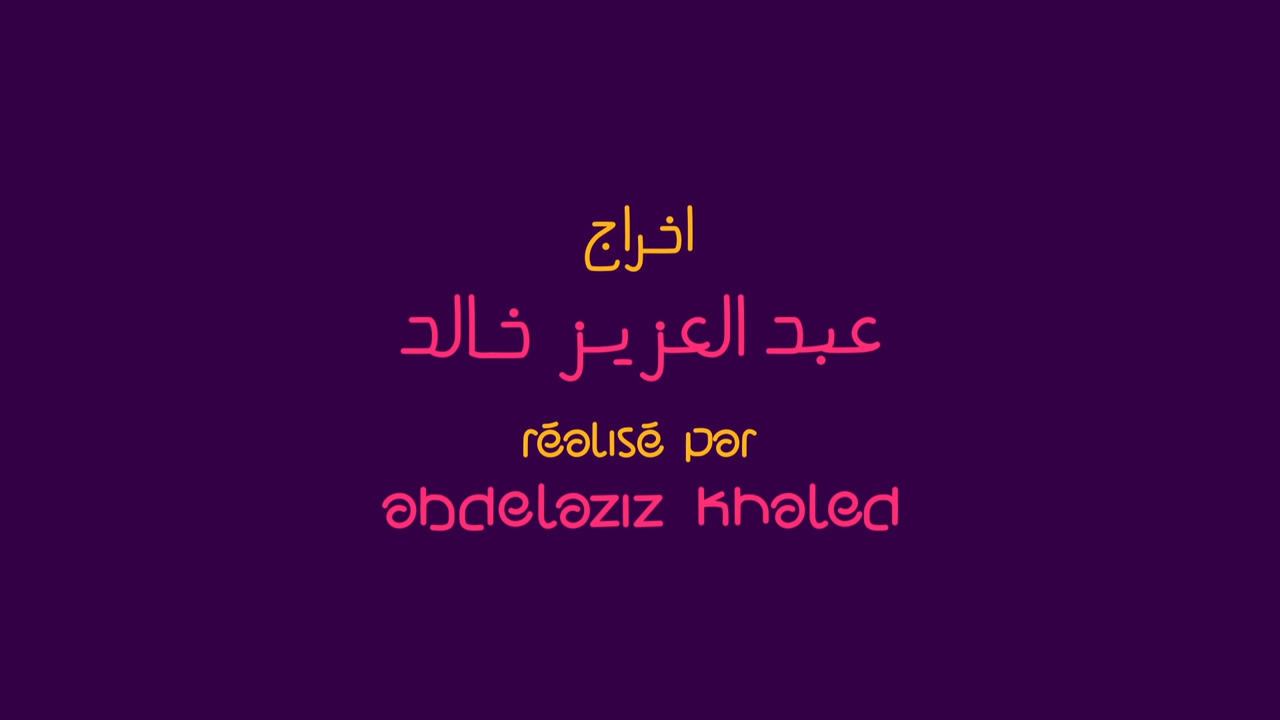 اخراج
عبد العزيز خالد
réalisé par
abdelaziz khaled